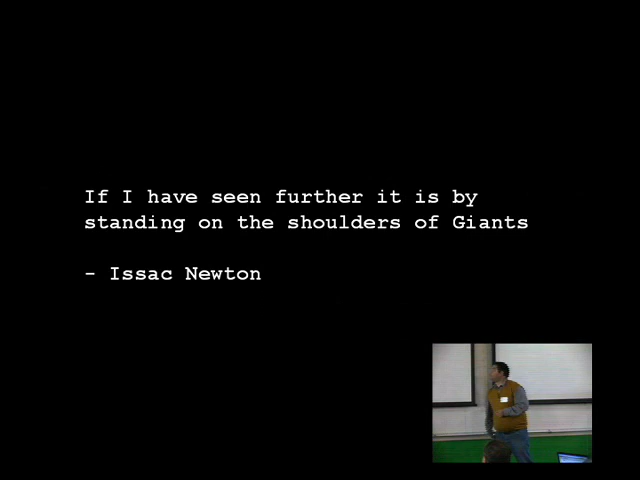 If I have seen further it is by
standing on the shoulders of Giants
- Issac Newton